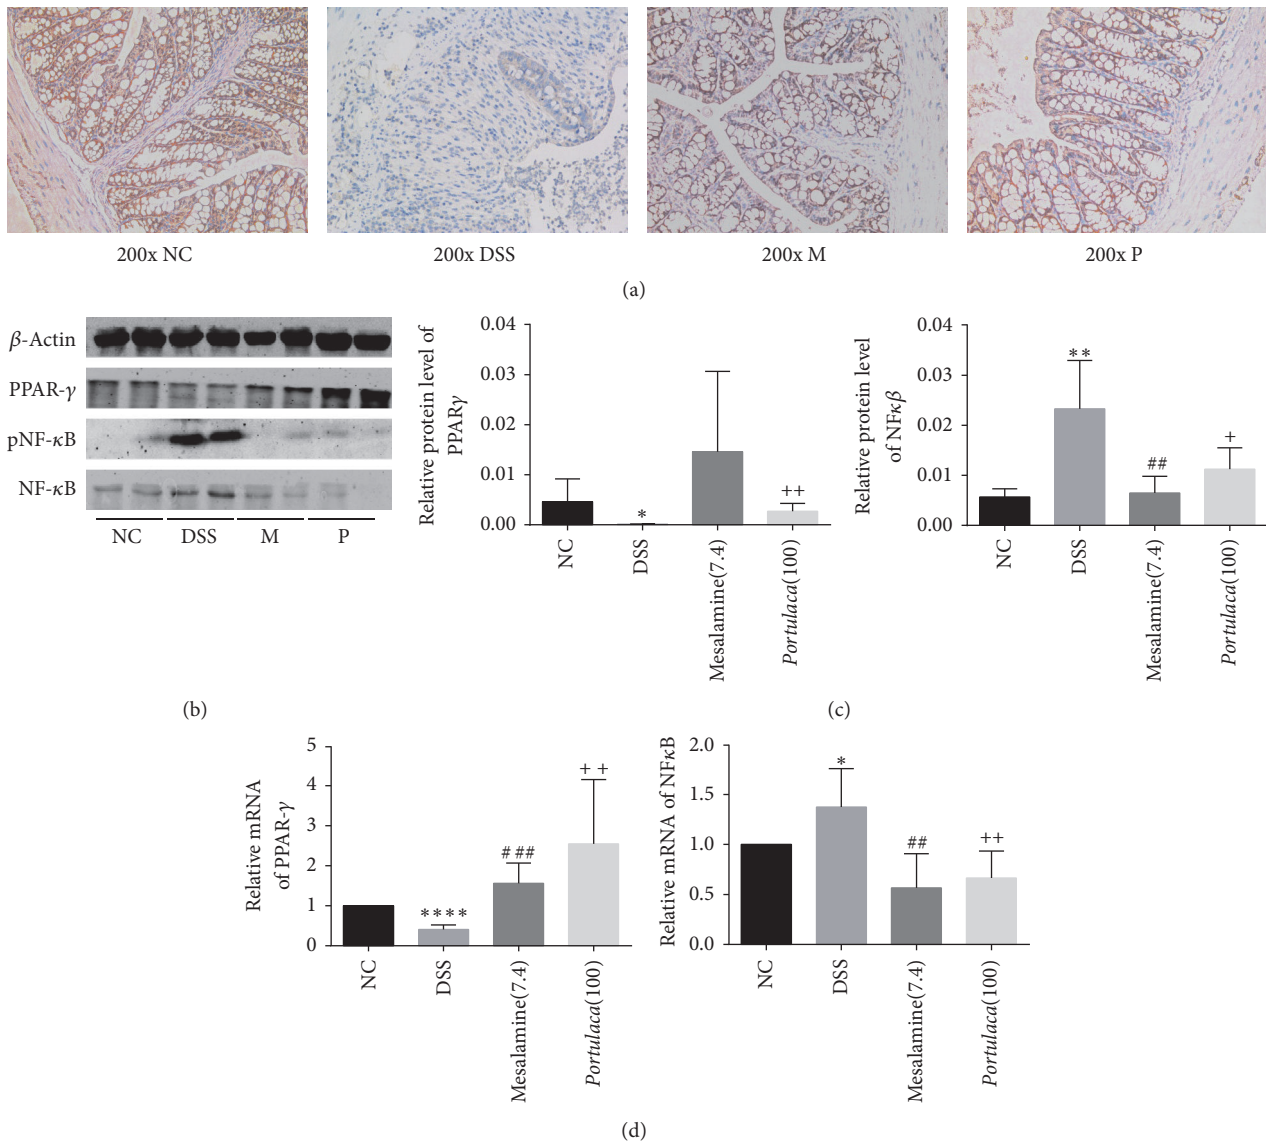 200x NC
200x DSS
200x M
200x P
(a)
β-Actin
PPAR-γ
pNF-κB
NF-κB
NC
DSS
M
P
(b)
Relative protein level of
PPARγ
0.04
0.03
0.02
0.01
0.00
*
++
NC
DSS
Mesalamine(7.4)
Portulaca(100)
Relative protein level
of NFκβ
0.04
0.03
0.02
0.01
0.00
**
##
+
NC
DSS
Mesalamine(7.4)
Portulaca(100)
(c)
Relative mRNA
of PPAR-γ
5
4
3
2
1
0
****
###
++
NC
DSS
Mesalamine(7.4)
Portulaca(100)
Relative mRNA of NFκB
2.0
1.5
1.0
0.5
0.0
*
##
++
NC
DSS
Mesalamine(7.4)
Portulaca(100)
(d)